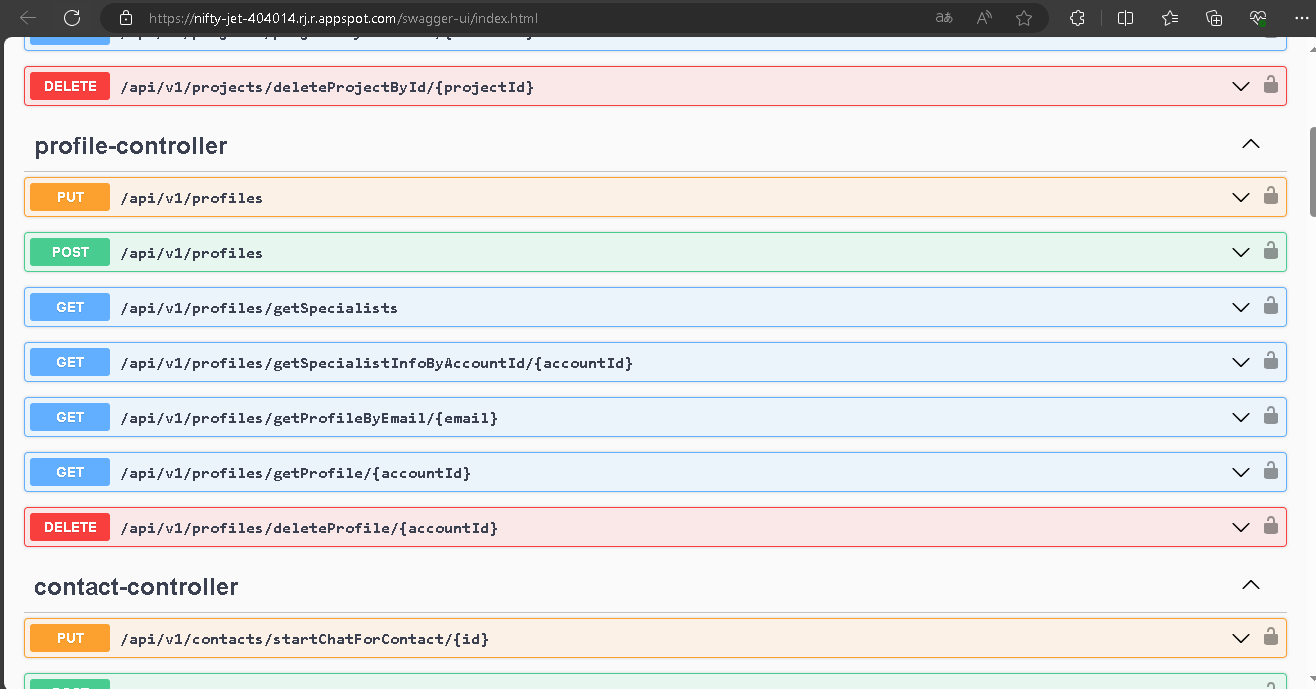 https://nifty-jet-404014.rj.r.appspot.com/swagger-ui/index.html
DELETE /api/v1/projects/deleteProjectById/{projectId}
profile-controller
PUT /api/v1/profiles
POST /api/v1/profiles
GET /api/v1/profiles/getSpecialists
GET /api/v1/profiles/getSpecialistInfoByAccountId/{accountId}
GET /api/v1/profiles/getProfileByEmail/{email}
GET /api/v1/profiles/getProfile/{accountId}
DELETE /api/v1/profiles/deleteProfile/{accountId}
contact-controller
PUT /api/v1/contacts/startChatForContact/{id}